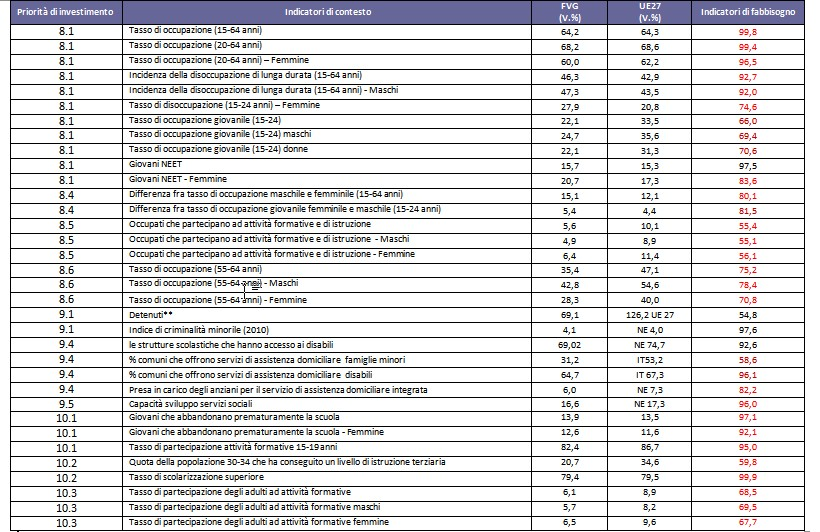 Priorità di investimento Indicatori di contesto FVG (V.%) UE27 (V.%) Indicatori di fabbisogno
8.1 Tasso di occupazione (15-64 anni) 64,2 64,3 99,8
8.1 Tasso di occupazione (20-64 anni) 68,2 68,6 99,4
8.1 Tasso di occupazione (20-64 anni) – Femmine 60,0 62,2 96,5
8.1 Incidenza della disoccupazione di lunga durata (15-64 anni) 46,3 42,9 92,7
8.1 Incidenza della disoccupazione di lunga durata (15-64 anni) - Maschi 47,3 43,5 92,0
8.1 Tasso di disoccupazione (15-24 anni) – Femmine 27,9 20,8 74,6
8.1 Tasso di occupazione giovanile (15-24) 22,1 33,5 66,0
8.1 Tasso di occupazione giovanile (15-24) maschi 24,7 35,6 69,4
8.1 Tasso di occupazione giovanile (15-24) donne 22,1 31,3 70,6
8.1 Giovani NEET 15,7 15,3 97,5
8.1 Giovani NEET - Femmine 20,7 17,3 83,6
8.4 Differenza fra tasso di occupazione maschile e femminile (15-64 anni) 15,1 12,1 80,1
8.4 Differenza fra tasso di occupazione giovanile femminile e maschile (15-24 anni) 5,4 4,4 81,5
8.5 Occupati che partecipano ad attività formative e di istruzione 5,6 10,1 55,4
8.5 Occupati che partecipano ad attività formative e di istruzione - Maschi 4,9 8,9 55,1
8.5 Occupati che partecipano ad attività formative e di istruzione - Femmine 6,4 11,4 56,1
8.6 Tasso di occupazione (55-64 anni) 35,4 47,1 75,2
8.6 Tasso di occupazione (55-64 anni) - Maschi 42,8 54,6 78,4
8.6 Tasso di occupazione (55-64 anni) - Femmine 28,3 40,0 70,8
9.1 Detenuti** 69,1 126,2 UE 27 54,8
9.1 Indice di criminalità minorile (2010) 4,1 NE 4,0 97,6
9.4 le strutture scolastiche che hanno accesso ai disabili 69,02 NE 74,7 92,6
9.4 % comuni che offrono servizi di assistenza domiciliare famiglie minori 31,2 IT53,2 58,6
9.4 % comuni che offrono servizi di assistenza domiciliare disabili 64,7 IT 67,3 96,1
9.4 Presa in carico degli anziani per il servizio di assistenza domiciliare integrata 6,0 NE 7,3 82,2
9.5 Capacità sviluppo servizi sociali 16,6 NE 17,3 96,0
10.1 Giovani che abbandonano prematuramente la scuola 13,9 13,5 97,1
10.1 Giovani che abbandonano prematuramente la scuola - Femmine 12,6 11,6 92,1
10.1 Tasso di partecipazione attività formative 15-19anni 82,4 86,7 95,0
10.2 Quota della popolazione 30-34 che ha conseguito un livello di istruzione terziaria 20,7 34,6 59,8
10.2 Tasso di scolarizzazione superiore 79,4 79,5 99,9
10.3 Tasso di partecipazione degli adulti ad attività formative 6,1 8,9 68,5
10.3 Tasso di partecipazione degli adulti ad attività formative maschi 5,7 8,2 69,5
10.3 Tasso di partecipazione degli adulti ad attività formative femmine 6,5 9,6 67,7